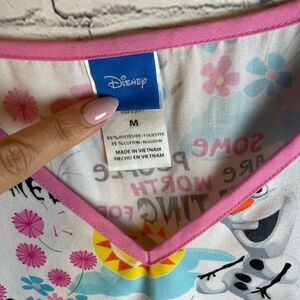 Disney
M
65% POLYESTER / POLIESTER
35% COTTON / ALGODON
MADE IN VIETNAM
HECHO EN VIETNAM
SOME
PEOPLE
ARE
WORTH